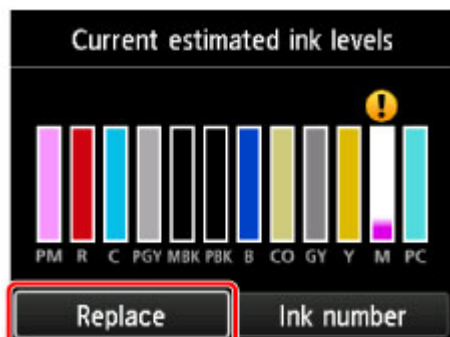 Current estimated ink levels
!
PM R C PGY MBK PBK B CO GY Y M PC
Replace Ink number